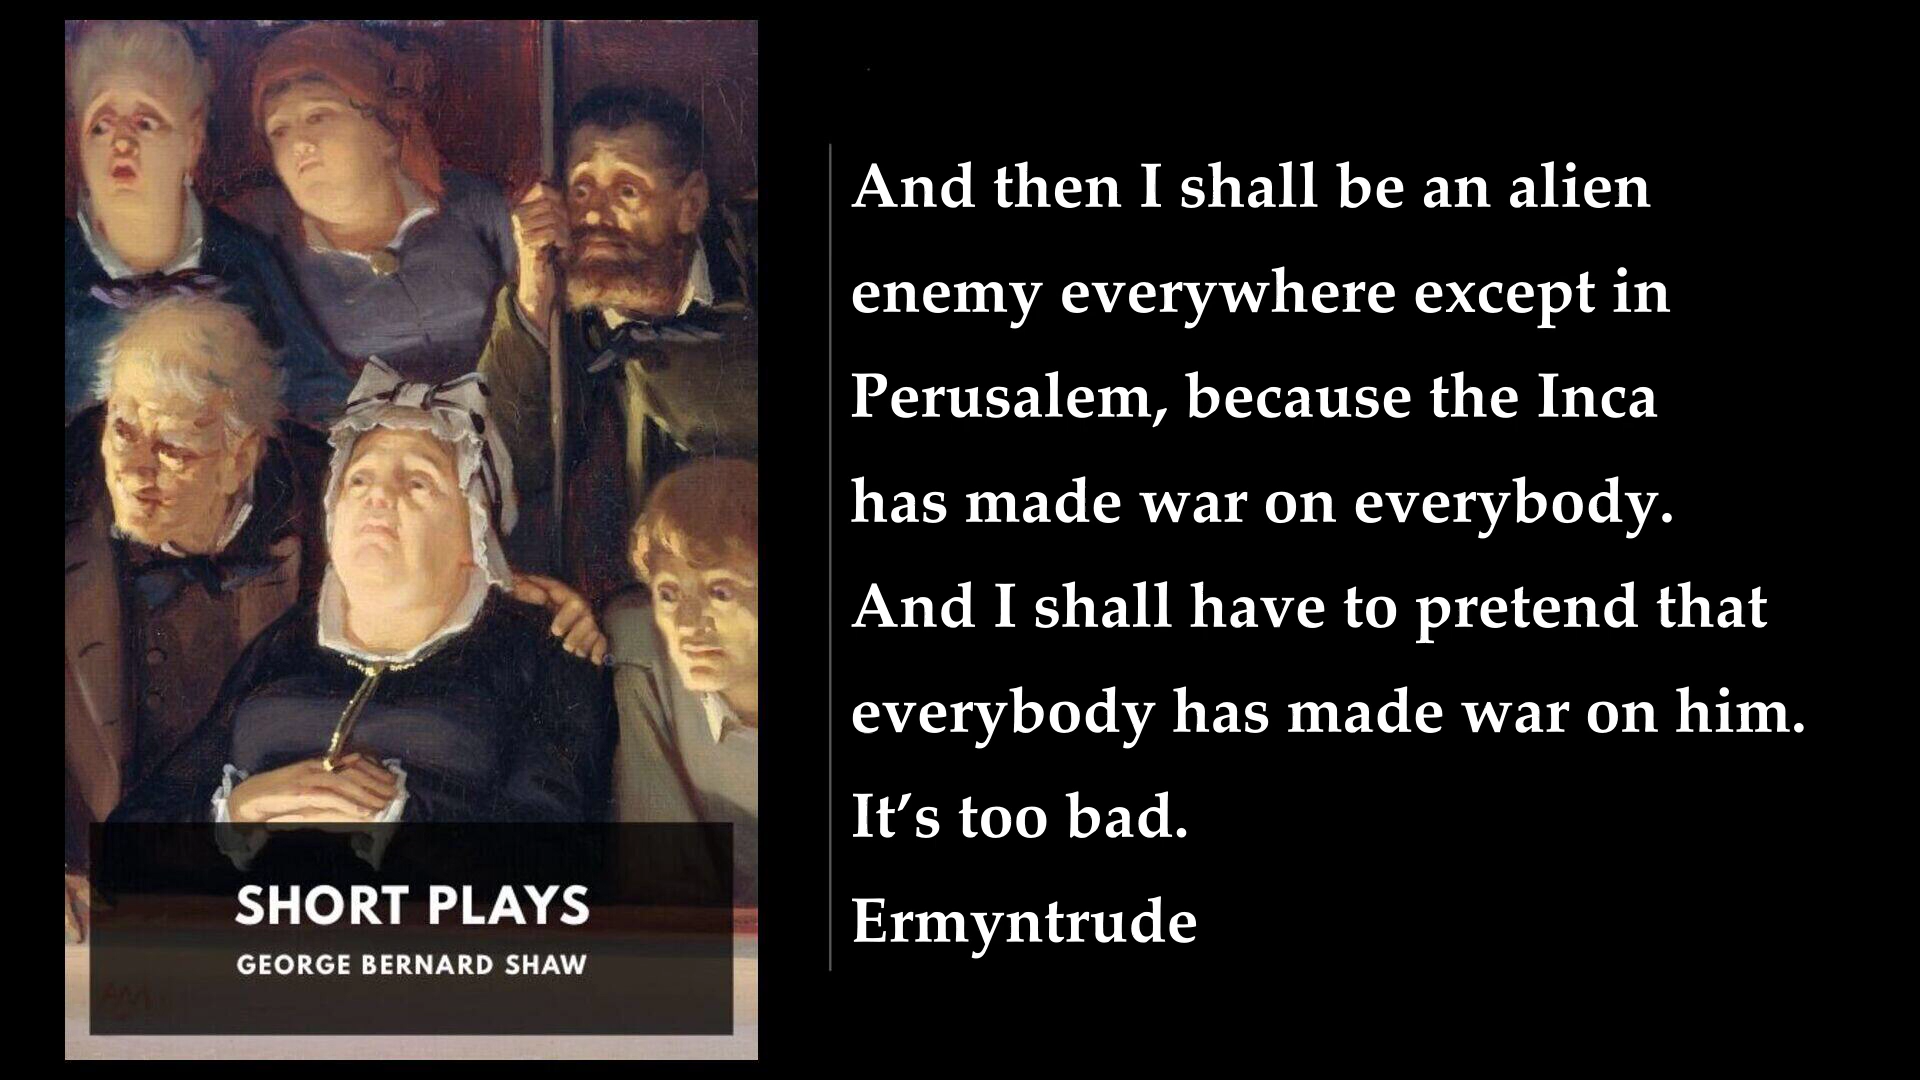 And then I shall be an alien
enemy everywhere except in
Perusalem, because the Inca
has made war on everybody.
And I shall have to pretend that
everybody has made war on him.
It’s too bad.
Ermyntrude
SHORT PLAYS
GEORGE BERNARD SHAW